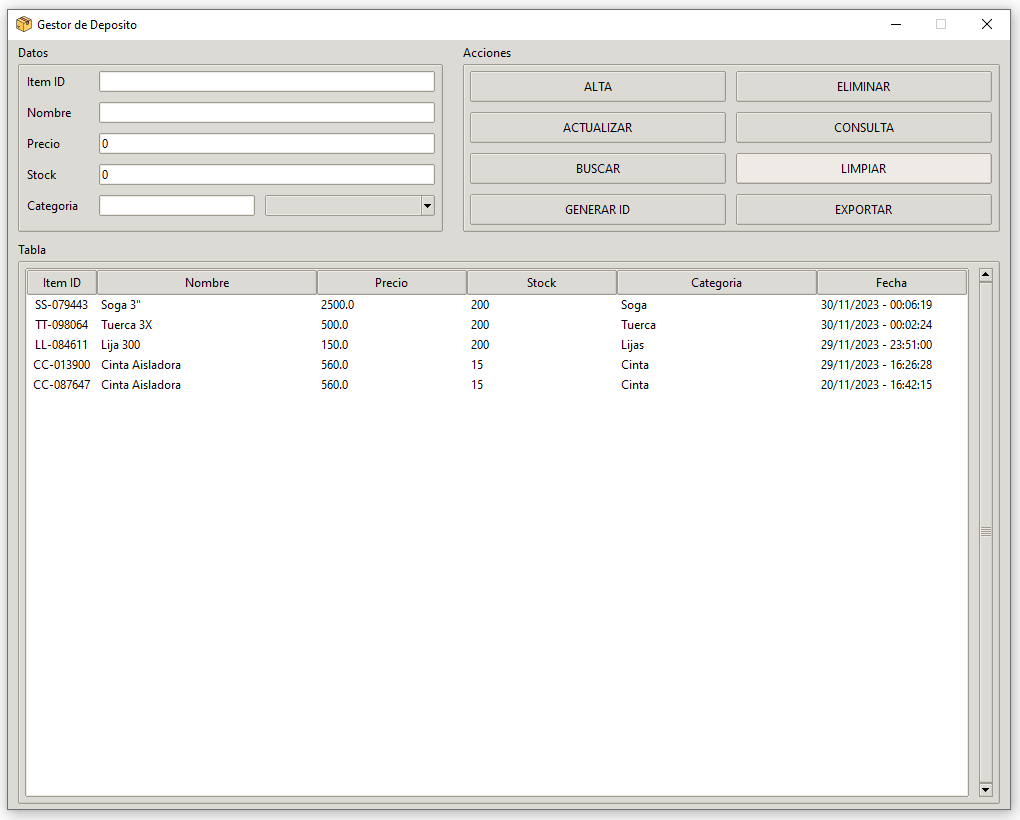 Gestor de Deposito
Datos
Item ID
Nombre
Precio 0
Stock 0
Categoria
Acciones
ALTA ELIMINAR
ACTUALIZAR CONSULTA
BUSCAR LIMPIAR
GENERAR ID EXPORTAR
Tabla
Item ID Nombre Precio Stock Categoria Fecha
SS-079443 Soga 3" 2500.0 200 Soga 30/11/2023 - 00:06:19
TT-098064 Tuerca 3X 500.0 200 Tuerca 30/11/2023 - 00:02:24
LL-084611 Lija 300 150.0 200 Lijas 29/11/2023 - 23:51:00
CC-013900 Cinta Aisladora 560.0 15 Cinta 29/11/2023 - 16:26:28
CC-087647 Cinta Aisladora 560.0 15 Cinta 20/11/2023 - 16:42:15